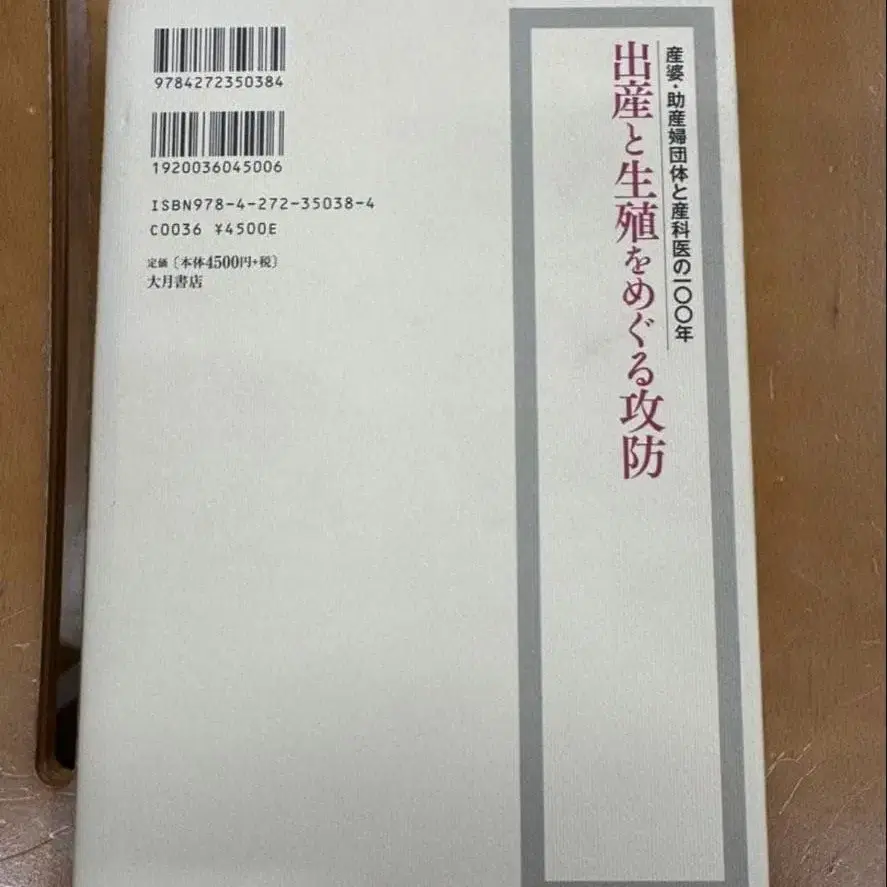 産婆・助産婦団体と産科医の一〇〇年
出産と生殖をめぐる攻防
9784272350384
1920036045006
ISBN978-4-272-35038-4
C0036 ¥4500E
定価〔本体4500円+税〕
大月書店